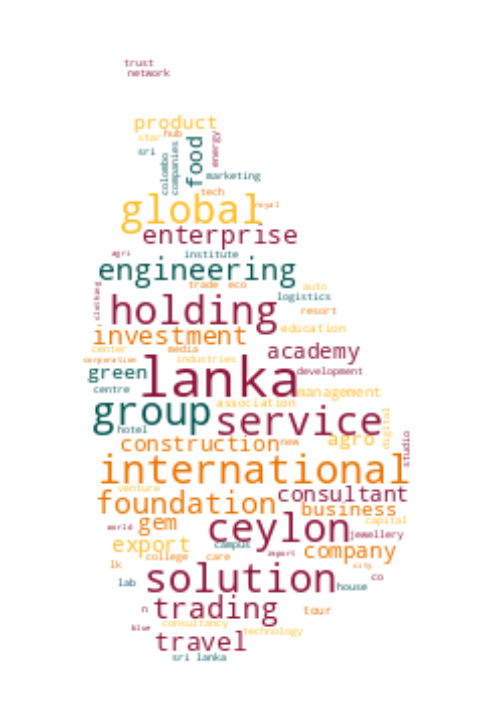 trust
network
product
star hub
sri
colombo
companies
food
energy
marketing
tech
global royal
enterprise
agri institute
engineering
trade eco auto
clothing
logistics
holding resort
investment education
center media academy
corporation industries
green lanka development
centre management
group association
service
hotel digital
construction new agro studio
international
venture
foundation consultant
business
world gem ceylon capital
jewellery
export campus company
college care import
lk city
lab solution co
house
n trading tour
blue consultancy technology
travel
sri lanka